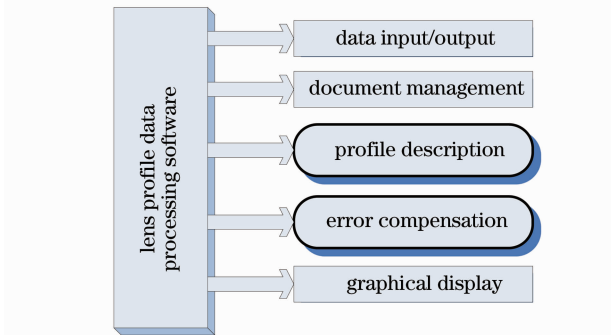 lens profile data
processing software
data input/output
document management
profile description
error compensation
graphical display